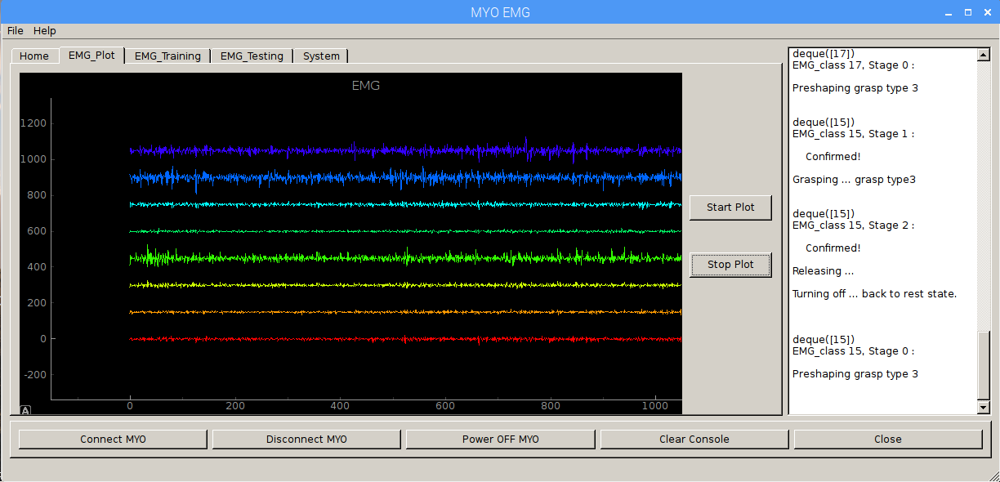 MYO EMG
File Help
Home EMG_Plot EMG_Training EMG_Testing System
EMG
1200
1000
800
600
400
200
0
-200
0 200 400 600 800 1000
A
Start Plot
Stop Plot
deque([17])
EMG_class 17, Stage 0 :
Preshaping grasp type 3
deque([15])
EMG_class 15, Stage 1 :
Confirmed!
Grasping ... grasp type3
deque([15])
EMG_class 15, Stage 2 :
Confirmed!
Releasing ...
Turning off ... back to rest state.
deque([15])
EMG_class 15, Stage 0 :
Preshaping grasp type 3
Connect MYO Disconnect MYO Power OFF MYO Clear Console Close